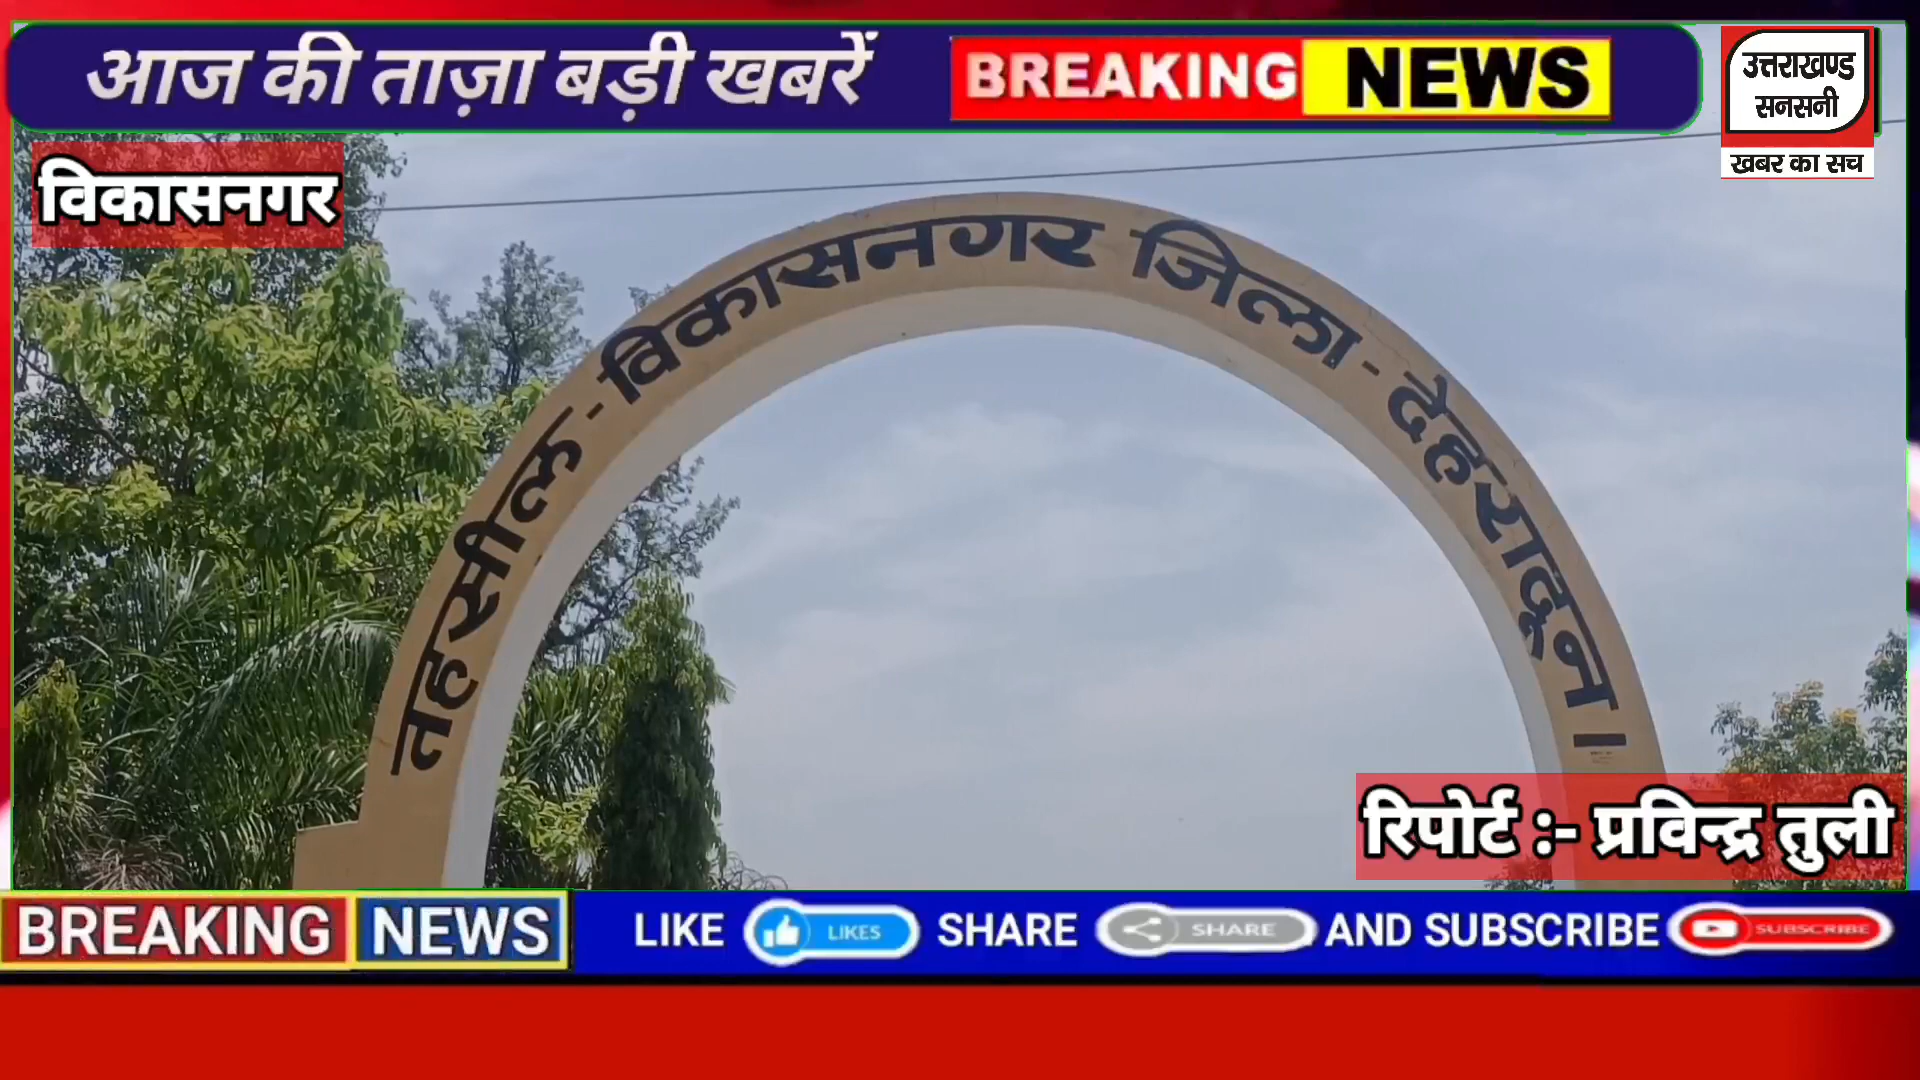 आज की ताज़ा बड़ी खबरें
BREAKING NEWS
उत्तराखण्ड
सनसनी
खबर का सच
विकासनगर
तहसील - विकासनगर जिला - देहरादून।
रिपोर्ट :- प्रविन्द्र तुली
BREAKING NEWS
LIKE LIKES SHARE SHARE AND SUBSCRIBE SUBSCRIBE